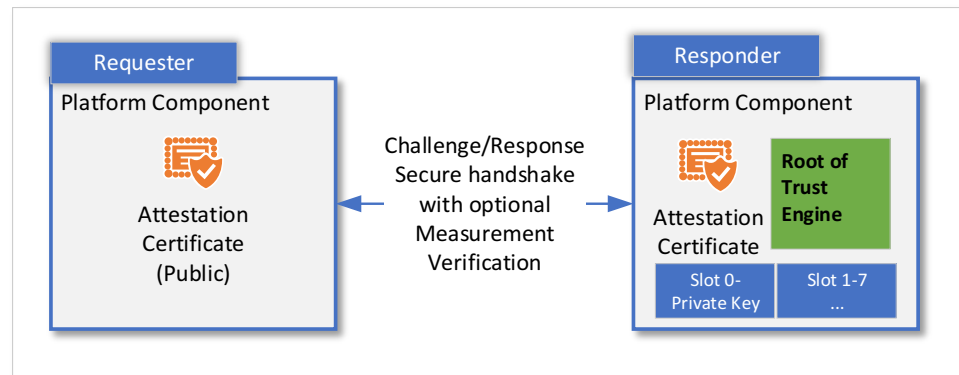 Requester
Platform Component
Attestation
Certificate
(Public)
Challenge/Response
Secure handshake
with optional
Measurement
Verification
Responder
Platform Component
Attestation
Certificate
Root of
Trust
Engine
Slot 0-
Private Key
Slot 1-7
...